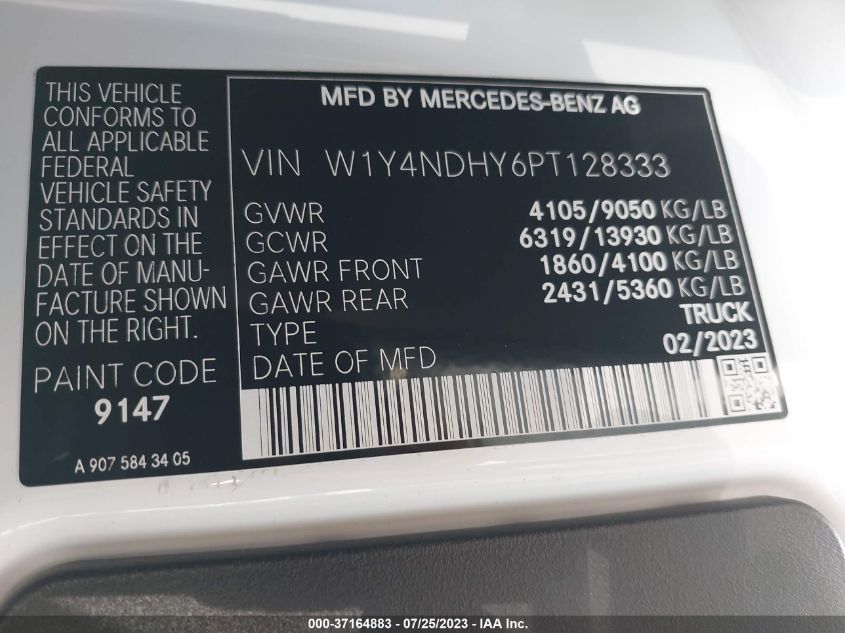 THIS VEHICLE
CONFORMS TO
ALL APPLICABLE
FEDERAL
VEHICLE SAFETY
STANDARDS IN
EFFECT ON THE
DATE OF MANU-
FACTURE SHOWN
ON THE RIGHT.
PAINT CODE
9147
A 907 584 34 05
MFD BY MERCEDES-BENZ AG
VIN W1Y4NDHY6PT128333
GVWR 4105/9050 KG/LB
GCWR 6319/13930 KG/LB
GAWR FRONT 1860/4100 KG/LB
GAWR REAR 2431/5360 KG/LB
TYPE TRUCK
DATE OF MFD 02/2023
000-37164883 - 07/25/2023 - IAA Inc.